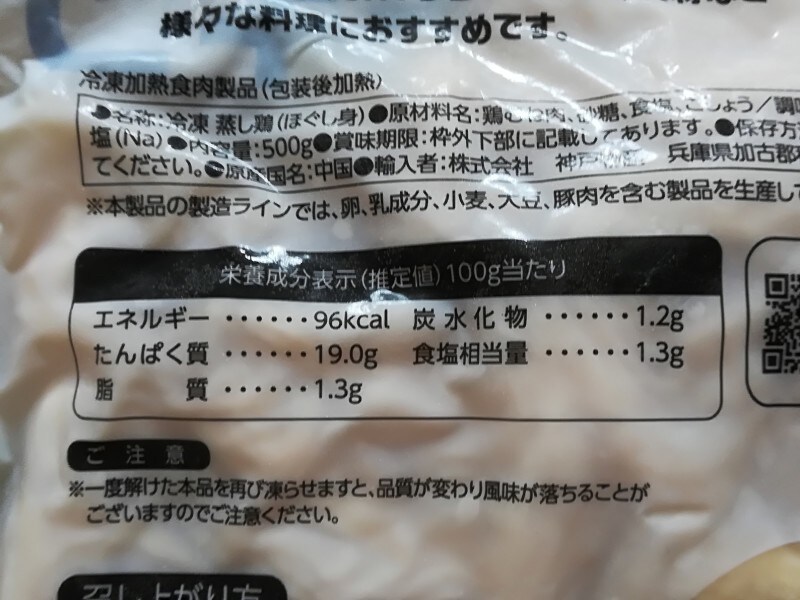 様々な料理におすすめです。
冷凍加熱食肉製品(包装後加熱)
●名称:冷凍 蒸し鶏(ほぐし身)●原材料名:鶏むね肉、砂糖、食塩、こしょう/調味
塩(Na)●内容量:500g●賞味期限:枠外下部に記載してあります。●保存方
てください。●原産国名:中国●輸入者:株式会社 神戸物産 兵庫県加古郡
※本製品の製造ラインでは、卵、乳成分、小麦、大豆、豚肉を含む製品を生産して
栄養成分表示(推定値)100g当たり
エネルギー ・・・・・・96kcal 炭水化物 ・・・・・・1.2g
たんぱく質 ・・・・・・19.0g 食塩相当量 ・・・・・・1.3g
脂 質 ・・・・・・1.3g
ご注意
※一度解けた本品を再び凍らせますと、品質が変わり風味が落ちることが
ございますのでご注意ください。
召し上がり方